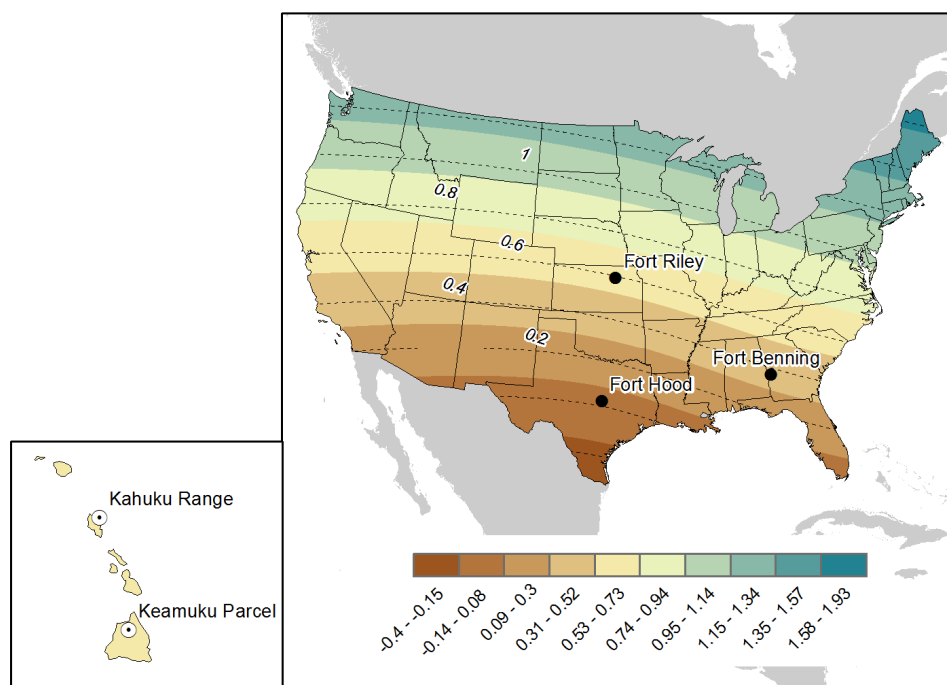 1
0.8
0.6
Fort Riley
0.4
0.2
Fort Benning
Fort Hood
Kahuku Range
Keamuku Parcel
-0.4 - -0.15
-0.14 - 0.08
0.09 - 0.3
0.31 - 0.52
0.53 - 0.73
0.74 - 0.94
0.95 - 1.14
1.15 - 1.34
1.35 - 1.57
1.58 - 1.93